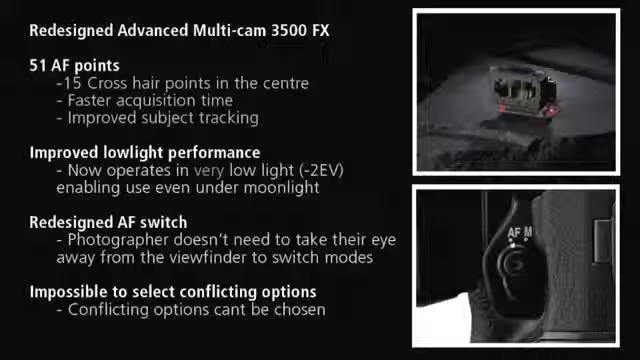 Redesigned Advanced Multi-cam 3500 FX
51 AF points
-15 Cross hair points in the centre
- Faster acquisition time
- Improved subject tracking
Improved lowlight performance
- Now operates in very low light (-2EV)
enabling use even under moonlight
Redesigned AF switch
- Photographer doesn't need to take their eye
away from the viewfinder to switch modes
Impossible to select conflicting options
- Conflicting options cant be chosen
AF M